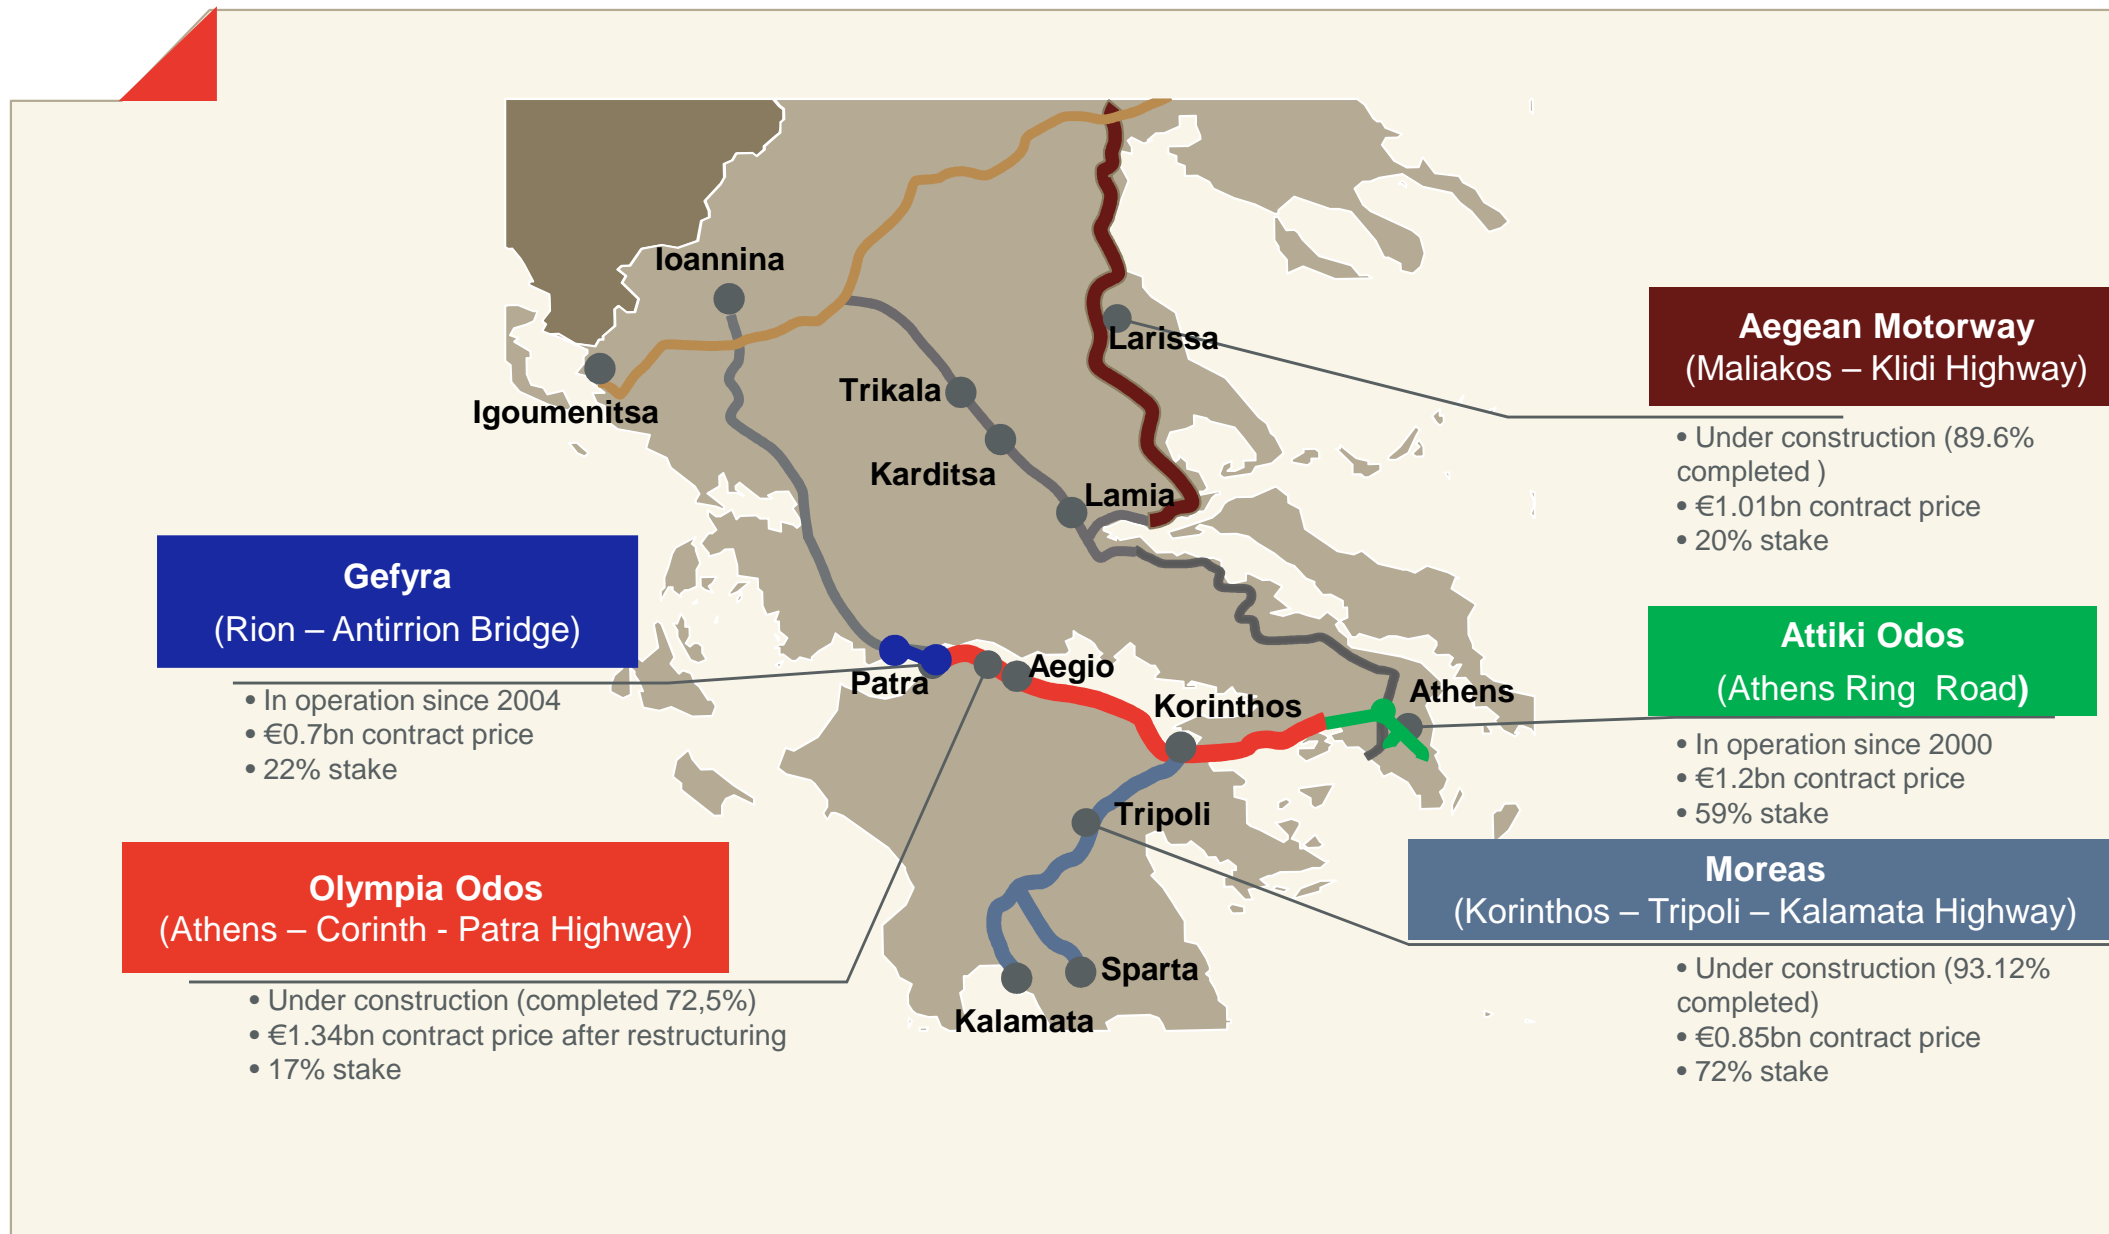 Ioannina
Igoumenitsa
Trikala
Karditsa
Larissa
Lamia
Patra
Aegio
Korinthos
Athens
Tripoli
Sparta
Kalamata
Aegean Motorway
(Maliakos – Klidi Highway)
• Under construction (89.6%
completed )
• €1.01bn contract price
• 20% stake
Gefyra
(Rion – Antirrion Bridge)
• In operation since 2004
• €0.7bn contract price
• 22% stake
Attiki Odos
(Athens Ring  Road)
• In operation since 2000
• €1.2bn contract price
• 59% stake
Olympia Odos
(Athens – Corinth - Patra Highway)
• Under construction (completed 72,5%)
• €1.34bn contract price after restructuring
• 17% stake
Moreas
(Korinthos – Tripoli – Kalamata Highway)
• Under construction (93.12%
completed)
• €0.85bn contract price
• 72% stake